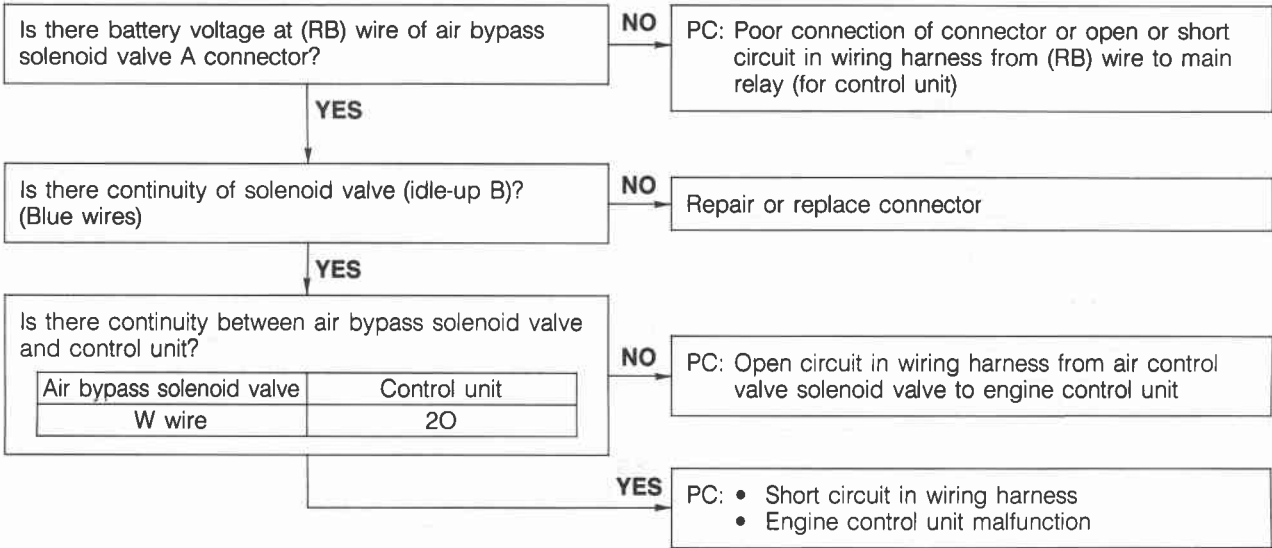 Is there battery voltage at (RB) wire of air bypass
solenoid valve A connector?
NO
PC: Poor connection of connector or open or short
circuit in wiring harness from (RB) wire to main
relay (for control unit)
YES
Is there continuity of solenoid valve (idle-up B)?
(Blue wires)
NO
Repair or replace connector
YES
Is there continuity between air bypass solenoid valve
and control unit?
Air bypass solenoid valve Control unit
W wire 2O
NO
PC: Open circuit in wiring harness from air control
valve solenoid valve to engine control unit
YES
PC: • Short circuit in wiring harness
• Engine control unit malfunction